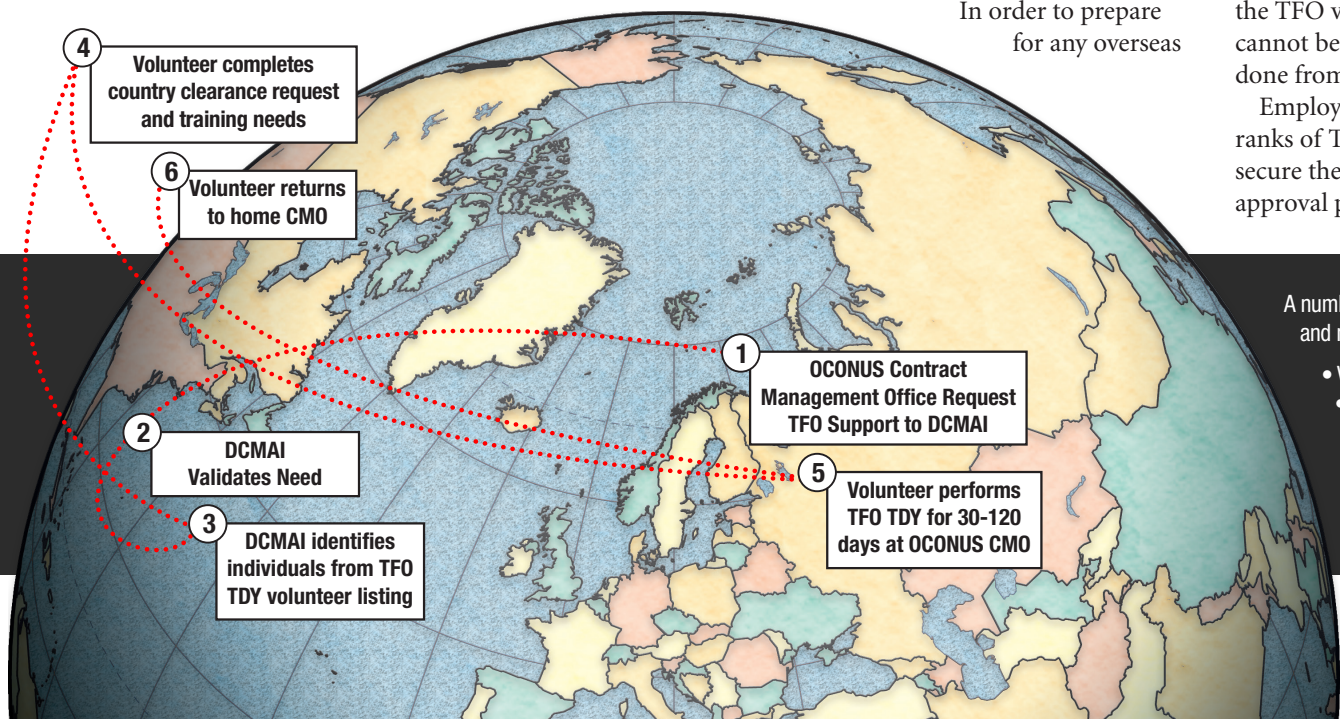 In order to prepare
for any overseas
the TFO v
cannot be
done from
Employ
ranks of T
secure the
approval p
4
Volunteer completes
country clearance request
and training needs
6
Volunteer returns
to home CMO
1
OCONUS Contract
Management Office Request
TFO Support to DCMAI
2
DCMAI
Validates Need
3
DCMAI identifies
individuals from TFO
TDY volunteer listing
5
Volunteer performs
TFO TDY for 30-120
days at OCONUS CMO
A numb
and r
• V
•